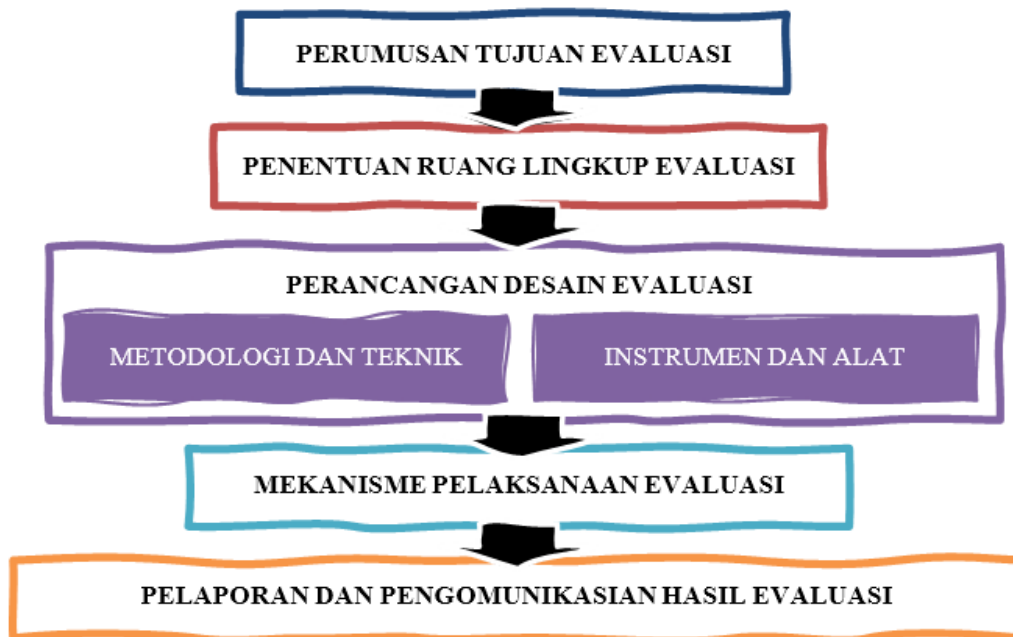 PERUMUSAN TUJUAN EVALUASI
PENENTUAN RUANG LINGKUP EVALUASI
PERANCANGAN DESAIN EVALUASI
METODOLOGI DAN TEKNIK
INSTRUMEN DAN ALAT
MEKANISME PELAKSANAAN EVALUASI
PELAPORAN DAN PENGOMUNIKASIAN HASIL EVALUASI